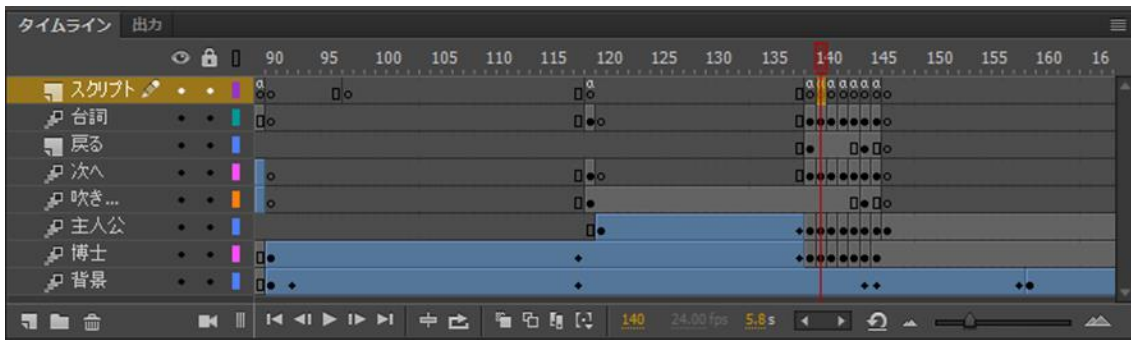 タイムライン 出力
90 95 100 105 110 115 120 125 130 135 140 145 150 155 160 16
スクリプト
台詞
戻る
次へ
吹き...
主人公
博士
背景
140 24.00 fps 5.8 s